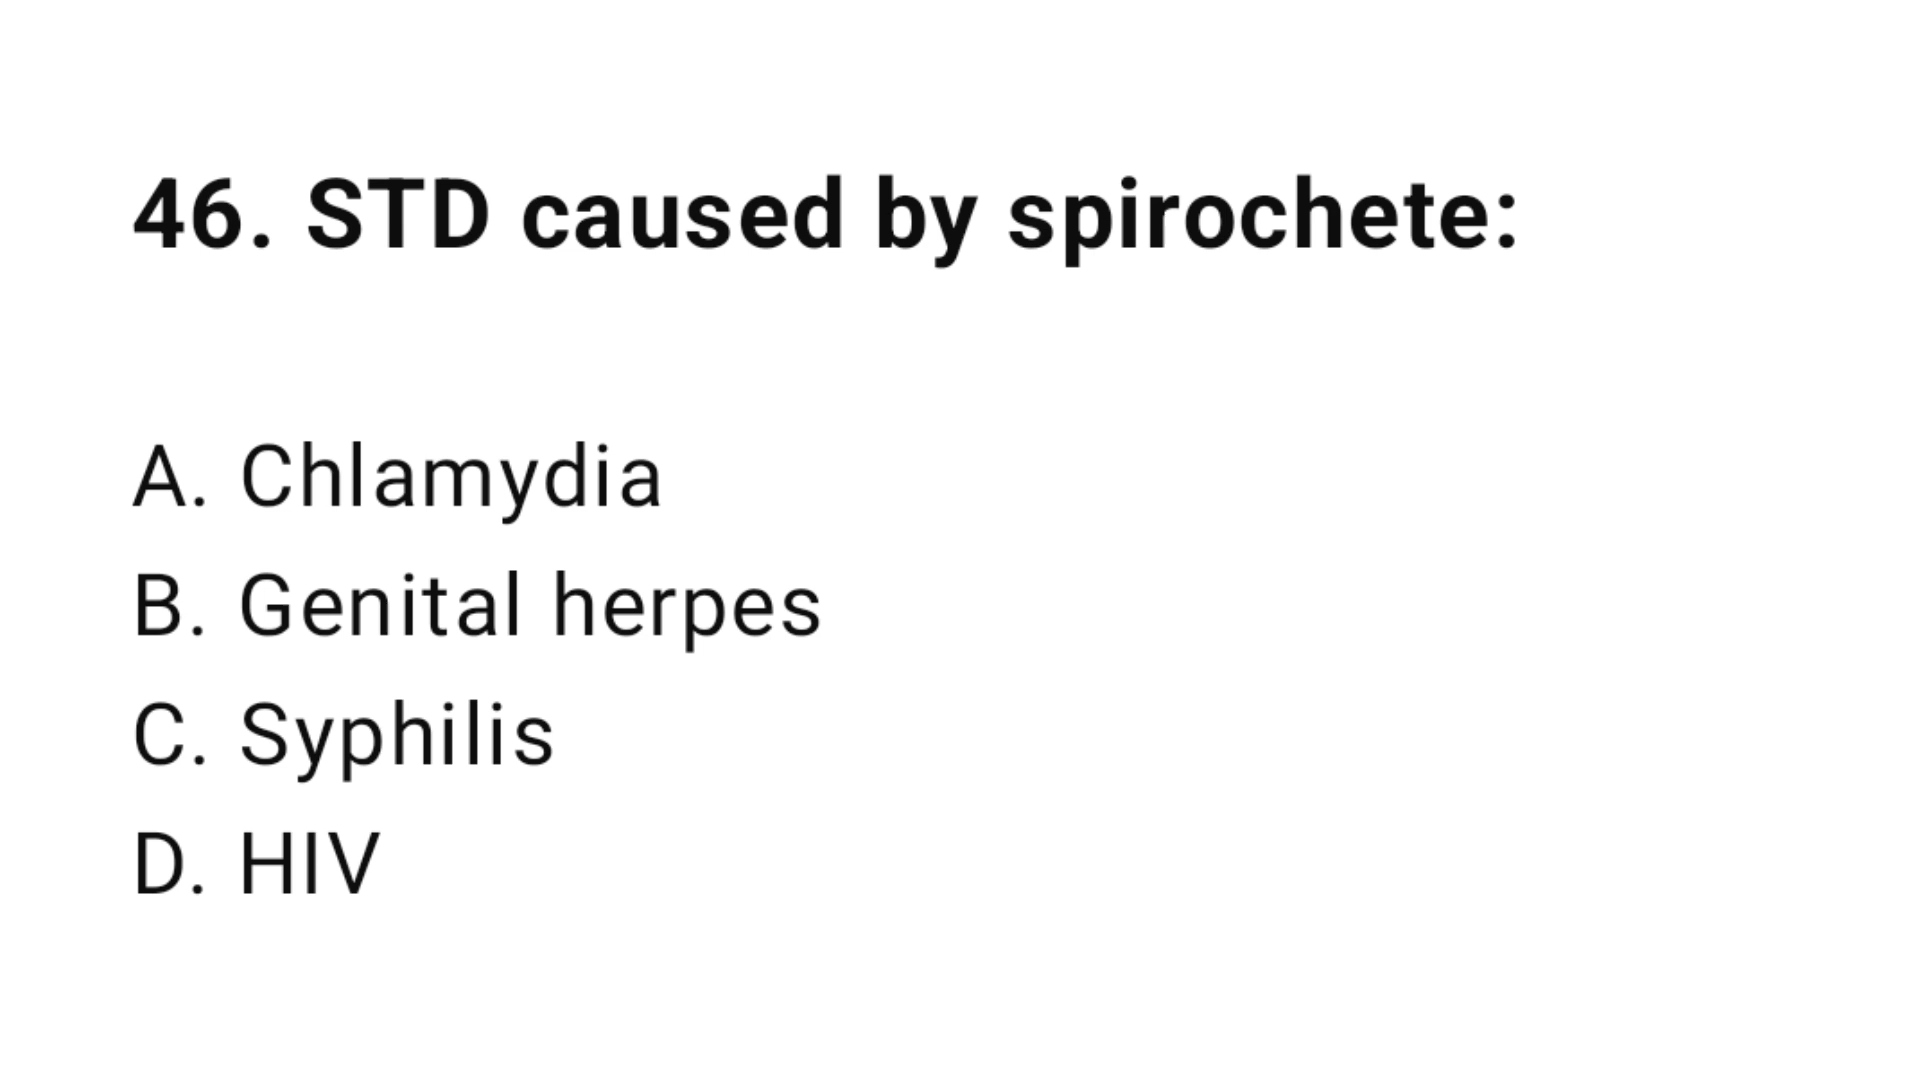 46. STD caused by spirochete:
A. Chlamydia
B. Genital herpes
C. Syphilis
D. HIV